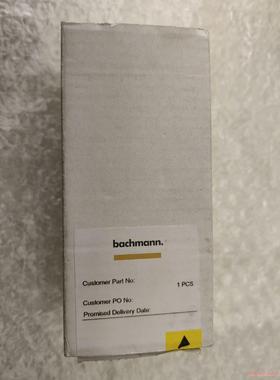 bachmann.
Customer Part No: 1 PCS
Customer PO No:
Promised Delivery Date: